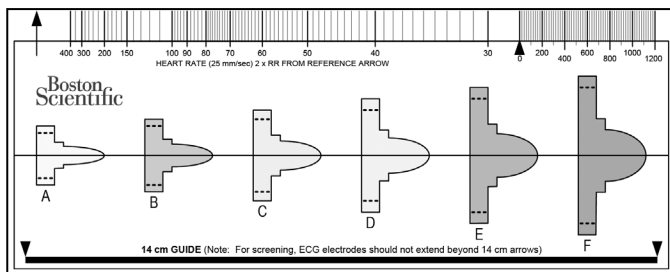 400 300 200 150 100 90 80 70 60 50 40 30 0 200 400 600 800 1000 1200
HEART RATE (25 mm/sec) 2 x RR FROM REFERENCE ARROW
Boston
Scientific
A B C D E F
14 cm GUIDE (Note: For screening, ECG electrodes should not extend beyond 14 cm arrows)